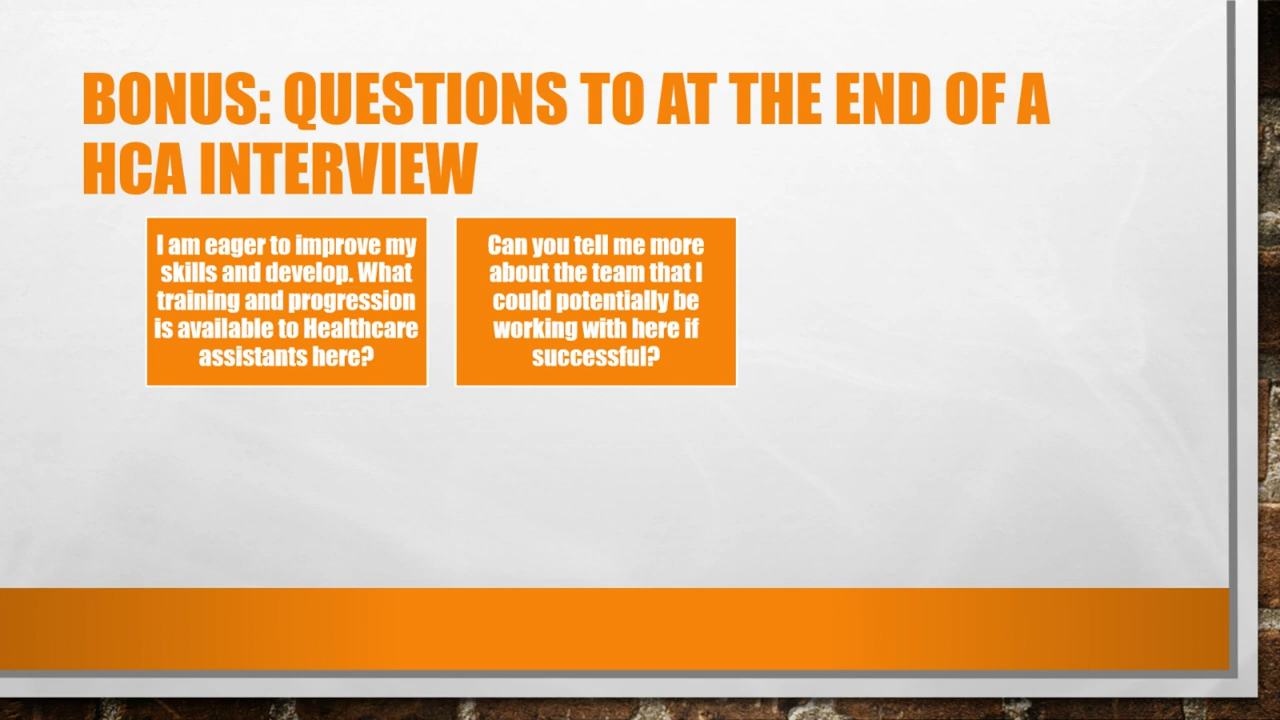 BONUS: QUESTIONS TO AT THE END OF A
HCA INTERVIEW
I am eager to improve my
skills and develop. What
training and progression
is available to Healthcare
assistants here?
Can you tell me more
about the team that I
could potentially be
working with here if
successful?